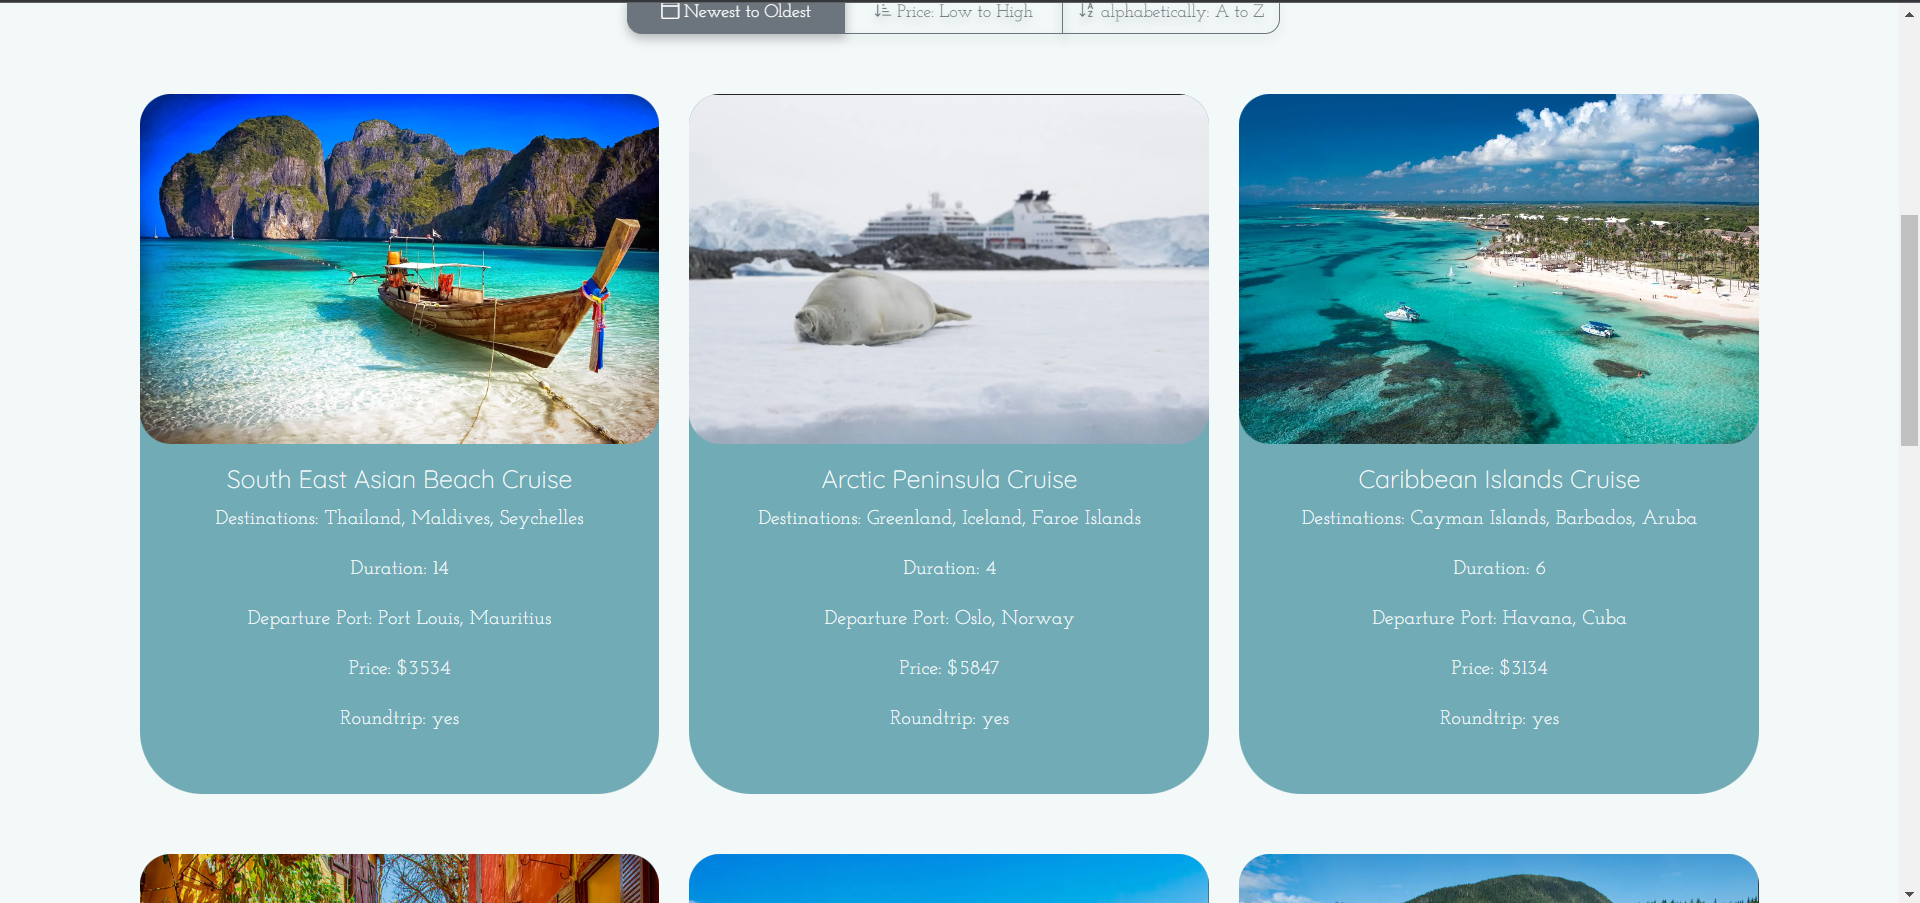 Newest to Oldest
Price: Low to High
alphabetically: A to Z
South East Asian Beach Cruise
Destinations: Thailand, Maldives, Seychelles
Duration: 14
Departure Port: Port Louis, Mauritius
Price: $3534
Roundtrip: yes
Arctic Peninsula Cruise
Destinations: Greenland, Iceland, Faroe Islands
Duration: 4
Departure Port: Oslo, Norway
Price: $5847
Roundtrip: yes
Caribbean Islands Cruise
Destinations: Cayman Islands, Barbados, Aruba
Duration: 6
Departure Port: Havana, Cuba
Price: $3134
Roundtrip: yes